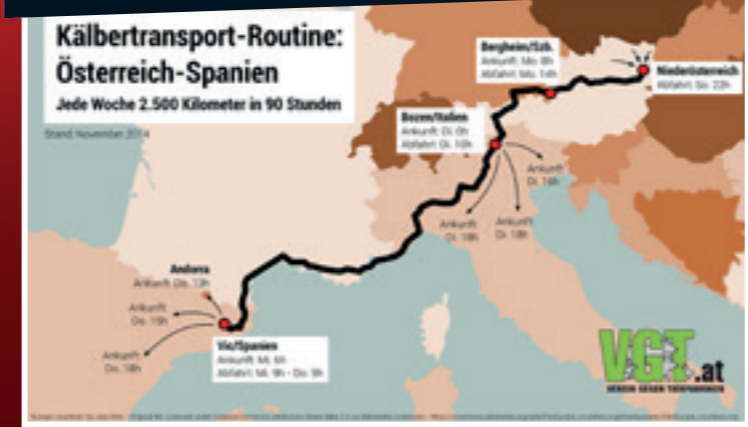 Kälbertransport-Routine:
Österreich-Spanien
Jede Woche 2.500 Kilometer in 90 Stunden
Stand: November 2014
Bergheim/Szb.
Ankunft: Mo. 8h
Abfahrt: Mo. 14h
Niederösterreich
Abfahrt: So. 22h
Bozen/Italien
Ankunft: Di. 0h
Abfahrt: Di. 10h
Ankunft:
Di. 16h
Ankunft:
Di. 18h
Ankunft:
Di. 18h
Andorra
Ankunft: Do. 13h
Ankunft:
Do. 15h
Ankunft:
Do. 18h
Vic/Spanien
Ankunft: Mi. 6h
Abfahrt: Mi. 9h - Do. 9h
VGT.at
VEREIN GEGEN TIERFABRIKEN